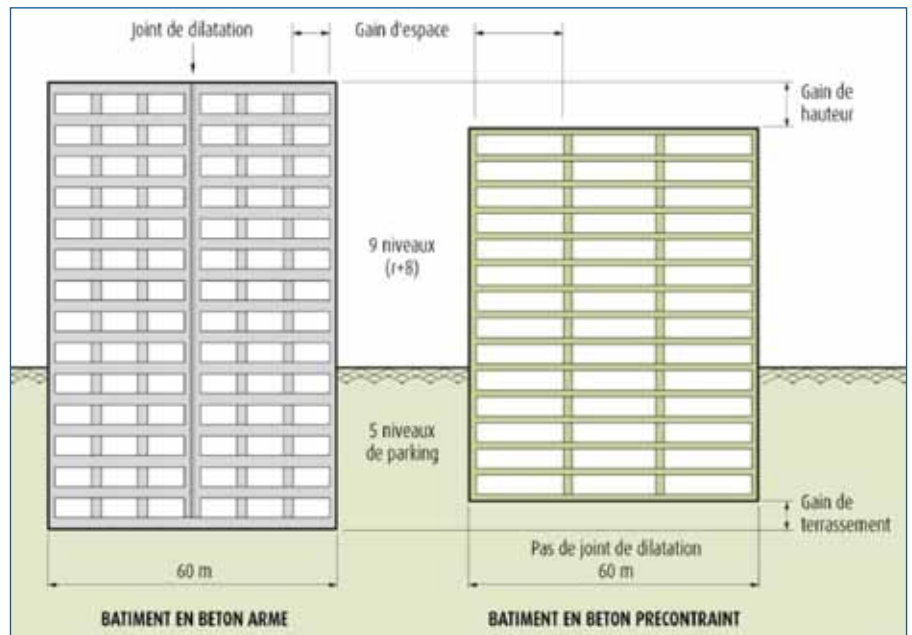 Joint de dilatation
Gain d'espace
Gain de
hauteur
9 niveaux
(r+8)
5 niveaux
de parking
Gain de
terrassement
Pas de joint de dilatation
60 m
60 m
BATIMENT EN BETON ARME
BATIMENT EN BETON PRECONTRAINT